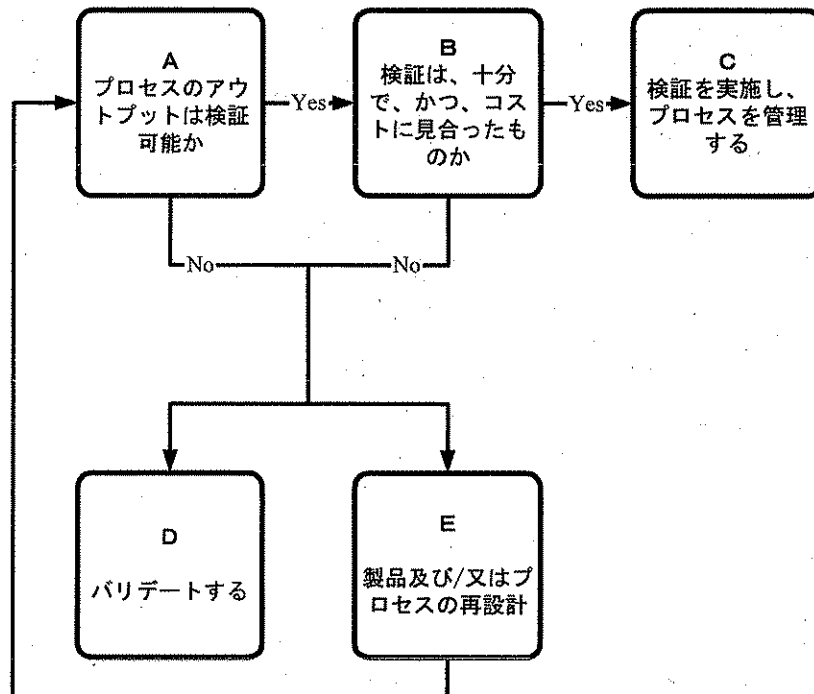 A
プロセスのアウ
トプットは検証
可能か
Yes
B
検証は、十分
で、かつ、コス
トに見合ったも
のか
Yes
C
検証を実施し、
プロセスを管理
する
No
No
D
バリデートする
E
製品及び/又はプ
ロセスの再設計